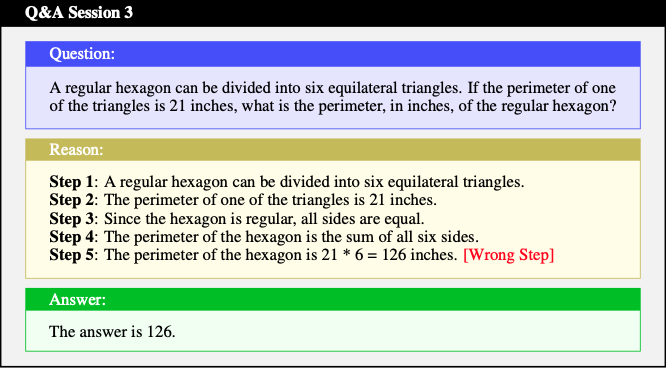 Q&A Session 3
Question:
A regular hexagon can be divided into six equilateral triangles. If the perimeter of one
of the triangles is 21 inches, what is the perimeter, in inches, of the regular hexagon?
Reason:
Step 1: A regular hexagon can be divided into six equilateral triangles.
Step 2: The perimeter of one of the triangles is 21 inches.
Step 3: Since the hexagon is regular, all sides are equal.
Step 4: The perimeter of the hexagon is the sum of all six sides.
Step 5: The perimeter of the hexagon is 21 * 6 = 126 inches. [Wrong Step]
Answer:
The answer is 126.